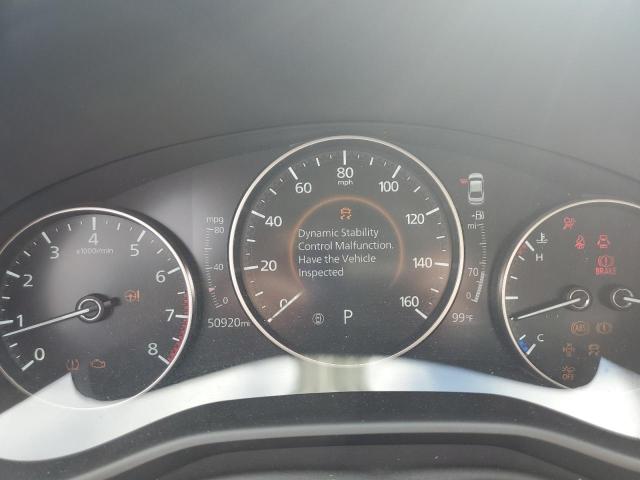 80
mph
60
100
mpg
80
4
3
5
x1000r/min
40
120
mi
Dynamic Stability
Control Malfunction.
Have the Vehicle
Inspected
H
BRAKE
2
6
40
20
140
70
1
7
0
0
160
0
50920mi
P
99°F
ABS
C
0
8